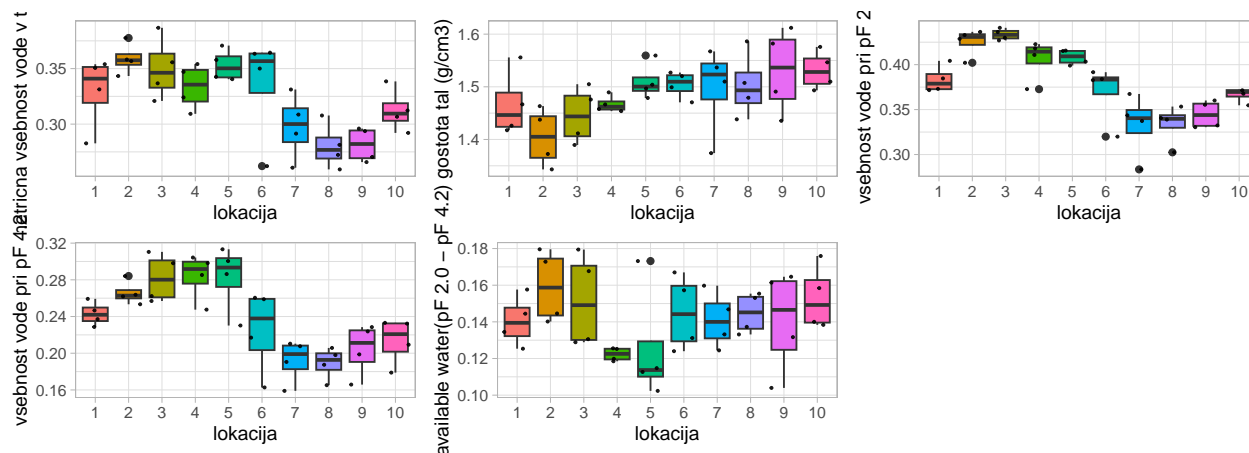 vsebnost vode v t
0.35
0.30
1 2 3 4 5 6 7 8 9 10
lokacija
gostota tal (g/cm3)
1.6
1.5
1.4
1 2 3 4 5 6 7 8 9 10
lokacija
vsebnost vode pri pF 2
0.40
0.35
0.30
1 2 3 4 5 6 7 8 9 10
lokacija
vsebnost vode pri pF 4.2
0.32
0.28
0.24
0.20
0.16
1 2 3 4 5 6 7 8 9 10
lokacija
available water(pF 2.0 − pF 4.2)
0.18
0.16
0.14
0.12
0.10
1 2 3 4 5 6 7 8 9 10
lokacija